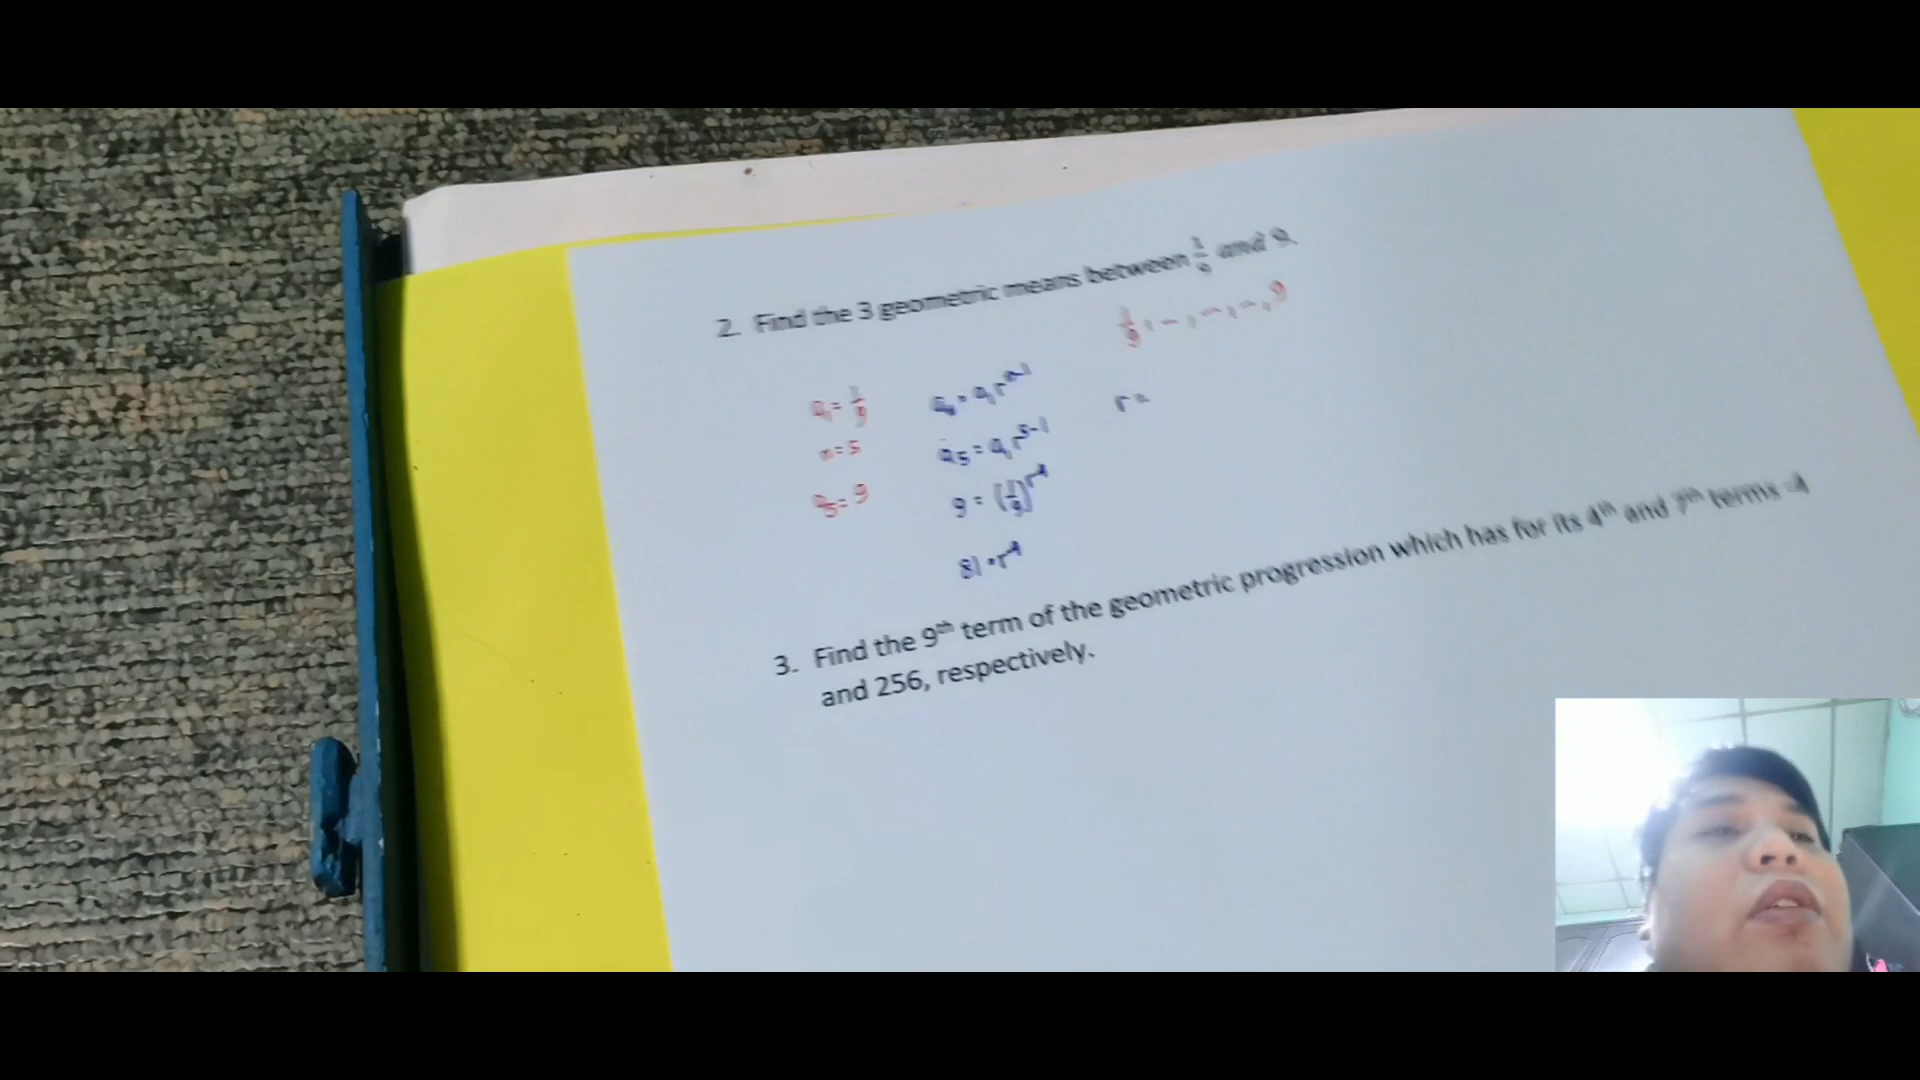 2. Find the 3 geometric means between 1/9 and 9.
1/9, –, –, –, 9
a₁ = 1/9
n = 5
a₅ = 9
aₙ = a₁rⁿ⁻¹
a₅ = a₁r⁵⁻¹
9 = (1/9)r⁴
81 = r⁴
r =
3. Find the 9ᵗʰ term of the geometric progression which has for its 4ᵗʰ and 7ᵗʰ terms -4
and 256, respectively.